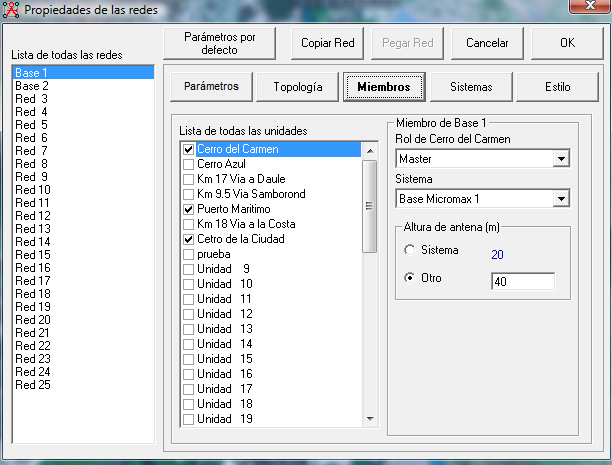 Propiedades de las redes
Lista de todas las redes
Base 1
Base 2
Red 3
Red 4
Red 5
Red 6
Red 7
Red 8
Red 9
Red 10
Red 11
Red 12
Red 13
Red 14
Red 15
Red 16
Red 17
Red 18
Red 19
Red 20
Red 21
Red 22
Red 23
Red 24
Red 25
Parámetros por
defecto
Copiar Red
Pegar Red
Cancelar
OK
Parámetros
Topología
Miembros
Sistemas
Estilo
Lista de todas las unidades
Cerro del Carmen
Cerro Azul
Km 17 Via a Daule
Km 9.5 Via Samborond
Puerto Maritimo
Km 18 Via a la Costa
Cetro de la Ciudad
prueba
Unidad 9
Unidad 10
Unidad 11
Unidad 12
Unidad 13
Unidad 14
Unidad 15
Unidad 16
Unidad 17
Unidad 18
Unidad 19
Miembro de Base 1
Rol de Cerro del Carmen
Master
Sistema
Base Micromax 1
Altura de antena (m)
Sistema 20
Otro 40